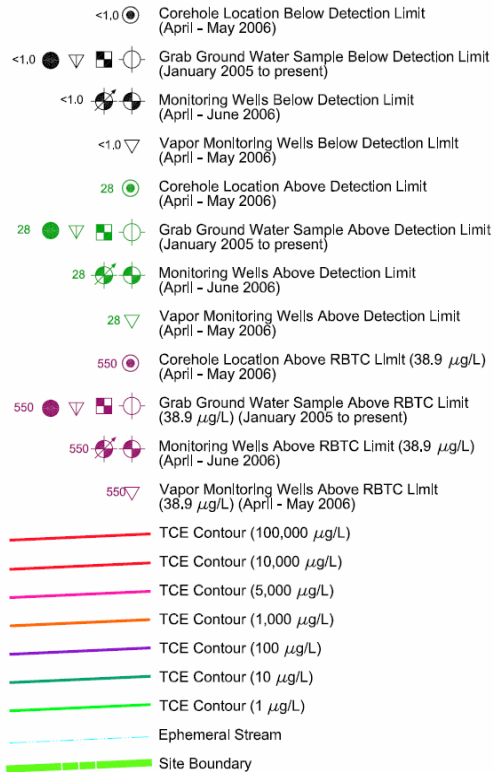 <1.0 Corehole Location Below Detection Limit
(April - May 2006)
<1.0 Grab Ground Water Sample Below Detection Limit
(January 2005 to present)
<1.0 Monitoring Wells Below Detection Limit
(April - June 2006)
<1.0 Vapor Monitoring Wells Below Detection Limit
(April - May 2006)
28 Corehole Location Above Detection Limit
(April - May 2006)
28 Grab Ground Water Sample Above Detection Limit
(January 2005 to present)
28 Monitoring Wells Above Detection Limit
(April - June 2006)
28 Vapor Monitoring Wells Above Detection Limit
(April - May 2006)
550 Corehole Location Above RBTC Limit (38.9 µg/L)
(April - May 2006)
550 Grab Ground Water Sample Above RBTC Limit
(38.9 µg/L) (January 2005 to present)
550 Monitoring Wells Above RBTC Limit (38.9 µg/L)
(April - June 2006)
550 Vapor Monitoring Wells Above RBTC Limit
(38.9 µg/L) (April - May 2006)
TCE Contour (100,000 µg/L)
TCE Contour (10,000 µg/L)
TCE Contour (5,000 µg/L)
TCE Contour (1,000 µg/L)
TCE Contour (100 µg/L)
TCE Contour (10 µg/L)
TCE Contour (1 µg/L)
Ephemeral Stream
Site Boundary